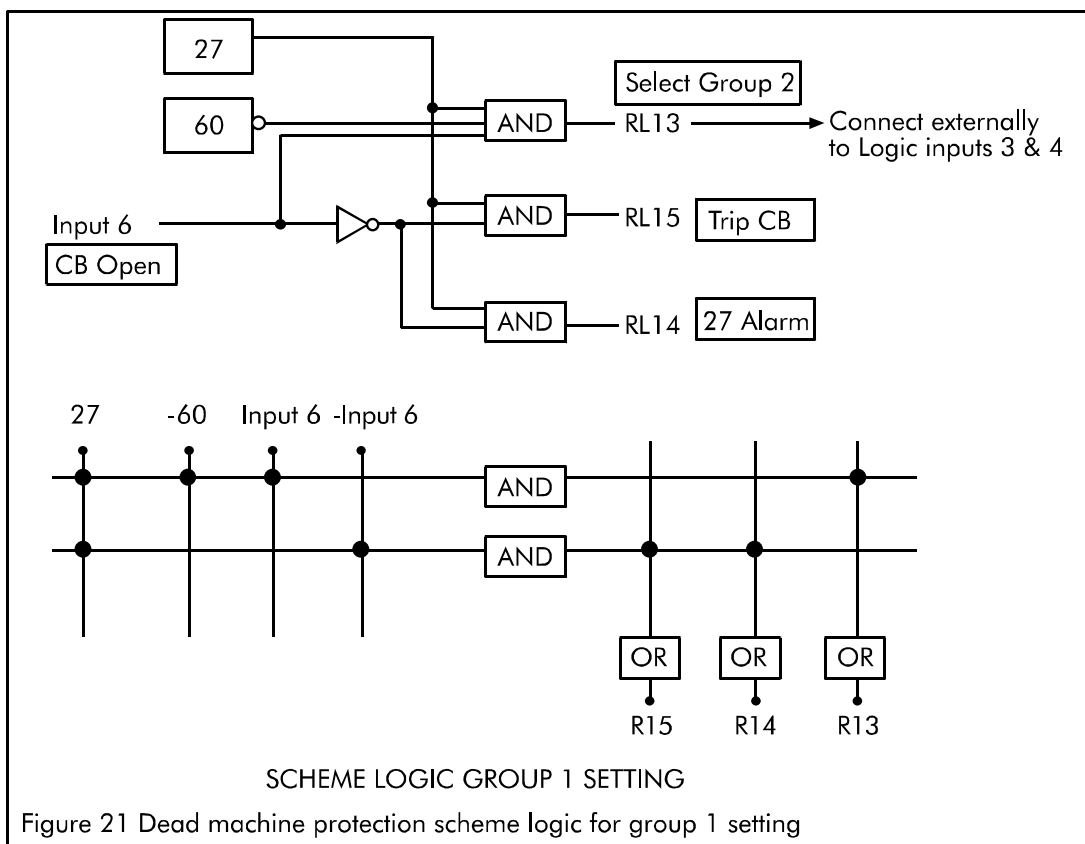 27
Select Group 2
60
AND
RL13
Connect externally
to Logic inputs 3 & 4
Input 6
CB Open
AND
RL15
Trip CB
AND
RL14
27 Alarm
27
-60
Input 6
-Input 6
AND
AND
OR
OR
OR
R15
R14
R13
SCHEME LOGIC GROUP 1 SETTING
Figure 21 Dead machine protection scheme logic for group 1 setting